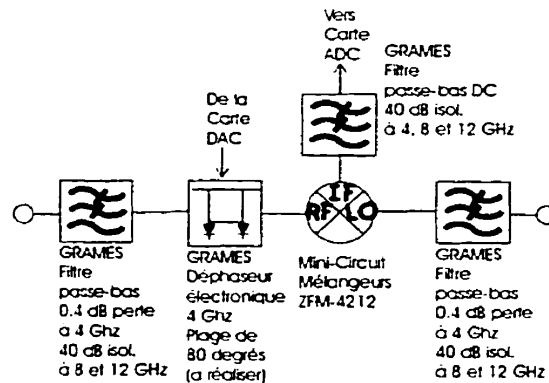 Vers
Carte
ADC
GRAMES
Filtre
passe-bas DC
40 dB isol.
à 4, 8 et 12 GHz
De la
Carte
DAC
RF
IF
LO
GRAMES
Filtre
passe-bas
0.4 dB perte
a 4 Ghz
40 dB isol.
à 8 et 12 GHz
GRAMES
Déphaseur
électronique
4 Ghz
Plage de
80 degrés
(a réaliser)
Mini-Circuit
Mélangeurs
ZFM-4212
GRAMES
Filtre
passe-bas
0.4 dB perte
à 4 GHz
40 dB isol.
à 8 et 12 GHz